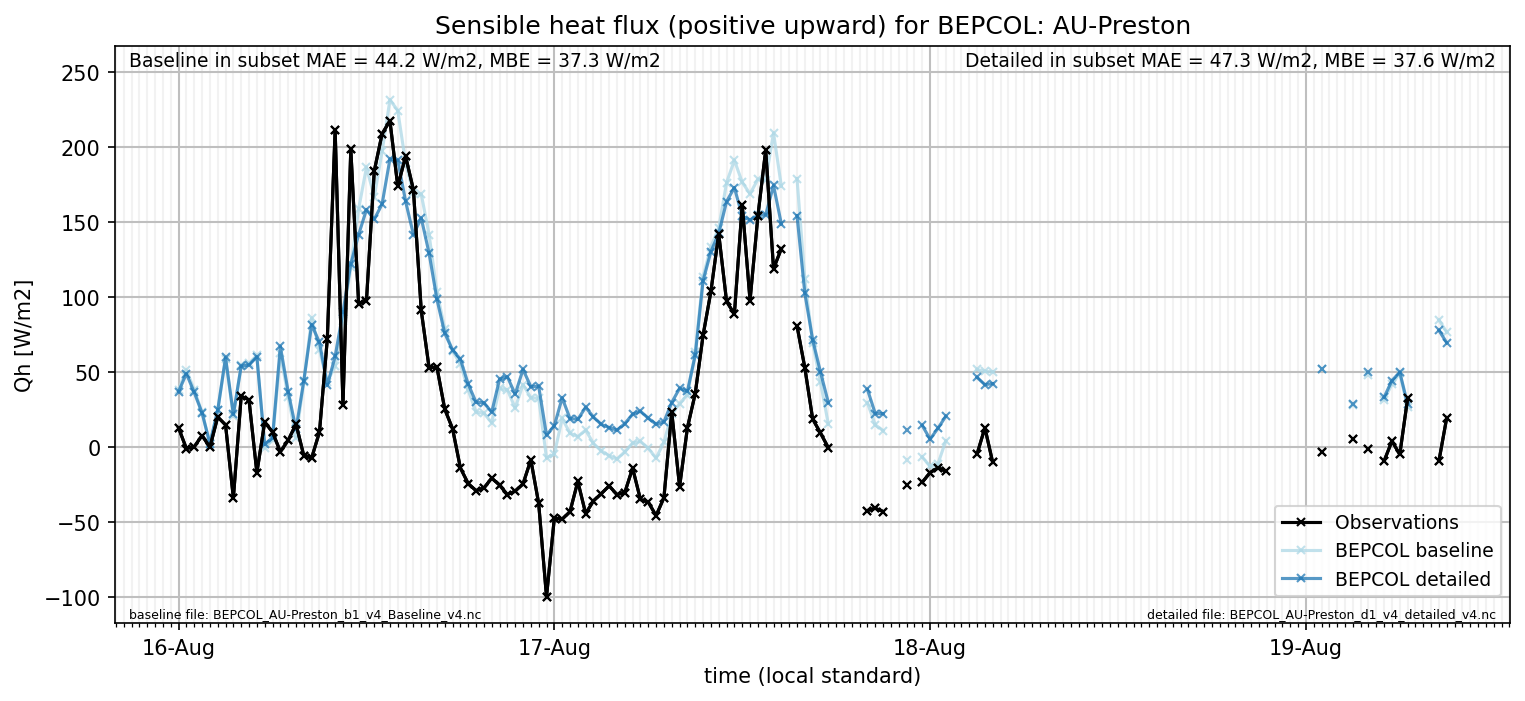 Sensible heat flux (positive upward) for BEPCOL: AU-Preston
Baseline in subset MAE = 44.2 W/m2, MBE = 37.3 W/m2
Detailed in subset MAE = 47.3 W/m2, MBE = 37.6 W/m2
Qh [W/m2]
250
200
150
100
50
0
−50
−100
Observations
BEPCOL baseline
BEPCOL detailed
baseline file: BEPCOL_AU-Preston_b1_v4_Baseline_v4.nc
detailed file: BEPCOL_AU-Preston_d1_v4_detailed_v4.nc
16-Aug
17-Aug
18-Aug
19-Aug
time (local standard)